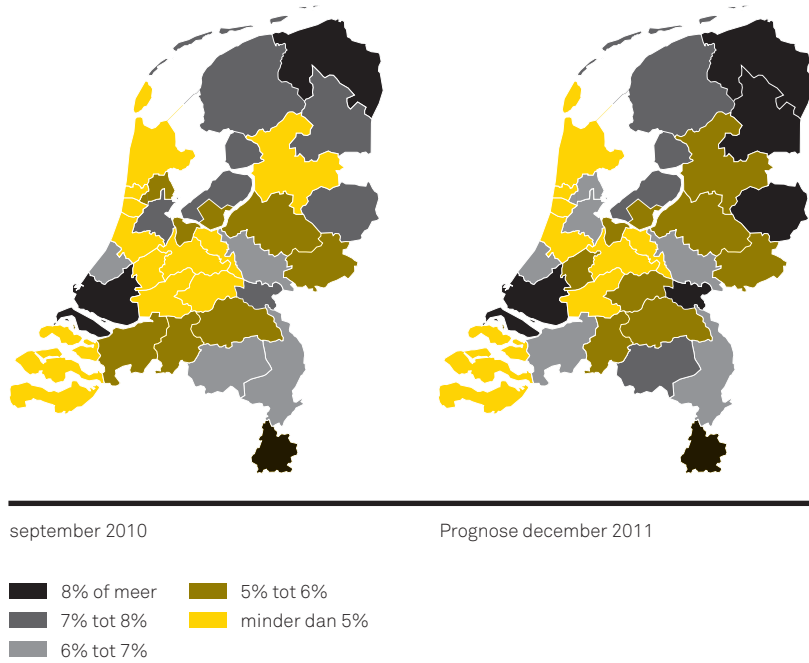 september 2010
Prognose december 2011
8% of meer
7% tot 8%
6% tot 7%
5% tot 6%
minder dan 5%